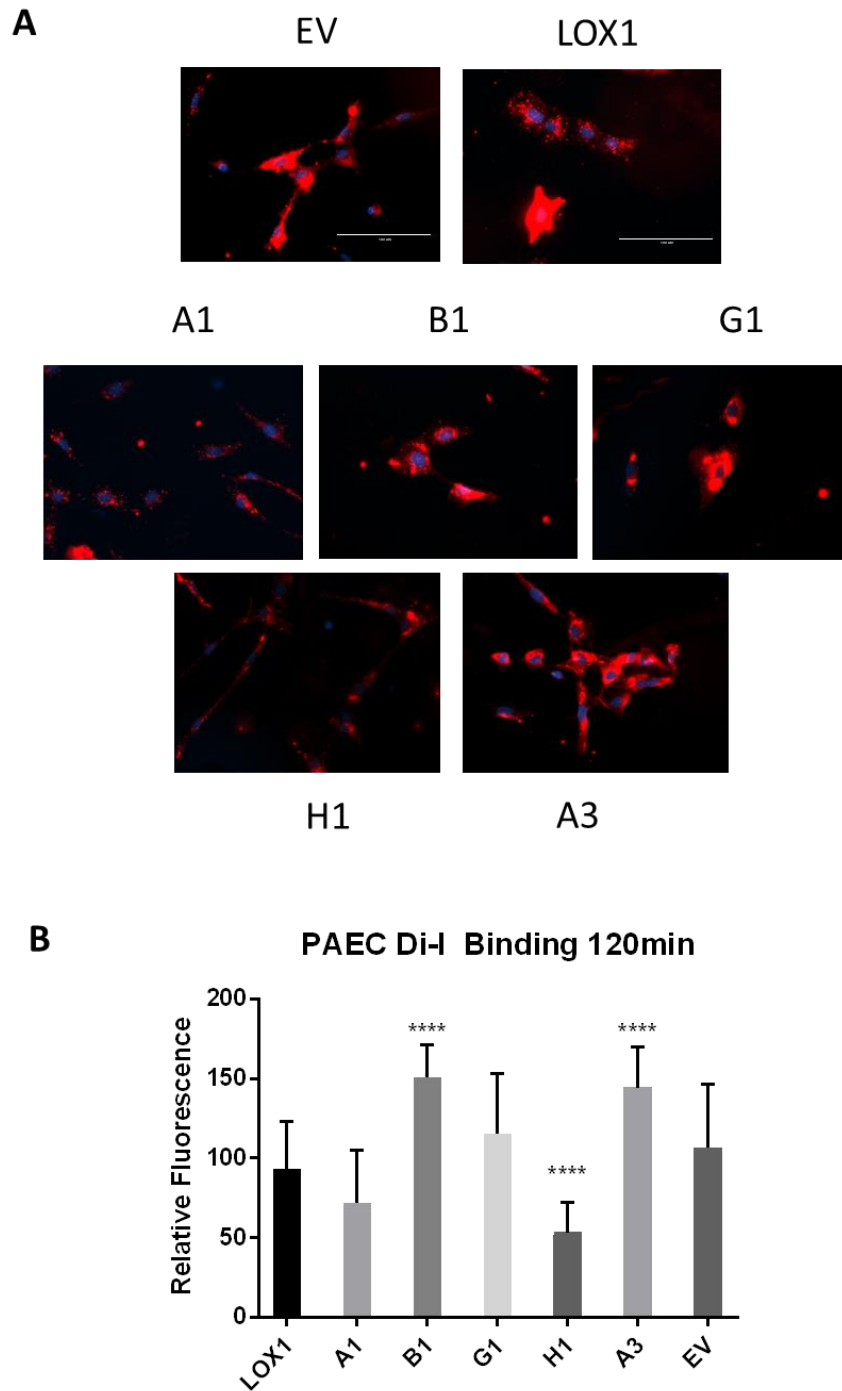 A
EV LOX1
A1 B1 G1
H1 A3
B
PAEC Di-I Binding 120min
Relative Fluorescence
200
150
100
50
0
**** **** ****
LOX1 A1 B1 G1 H1 A3 EV